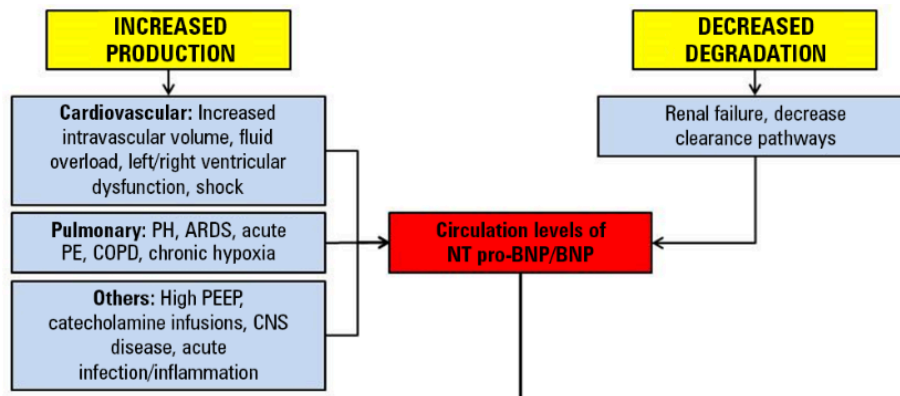 INCREASED
PRODUCTION
Cardiovascular: Increased
intravascular volume, fluid
overload, left/right ventricular
dysfunction, shock
Pulmonary: PH, ARDS, acute
PE, COPD, chronic hypoxia
Others: High PEEP,
catecholamine infusions, CNS
disease, acute
infection/inflammation
DECREASED
DEGRADATION
Renal failure, decrease
clearance pathways
Circulation levels of
NT pro-BNP/BNP